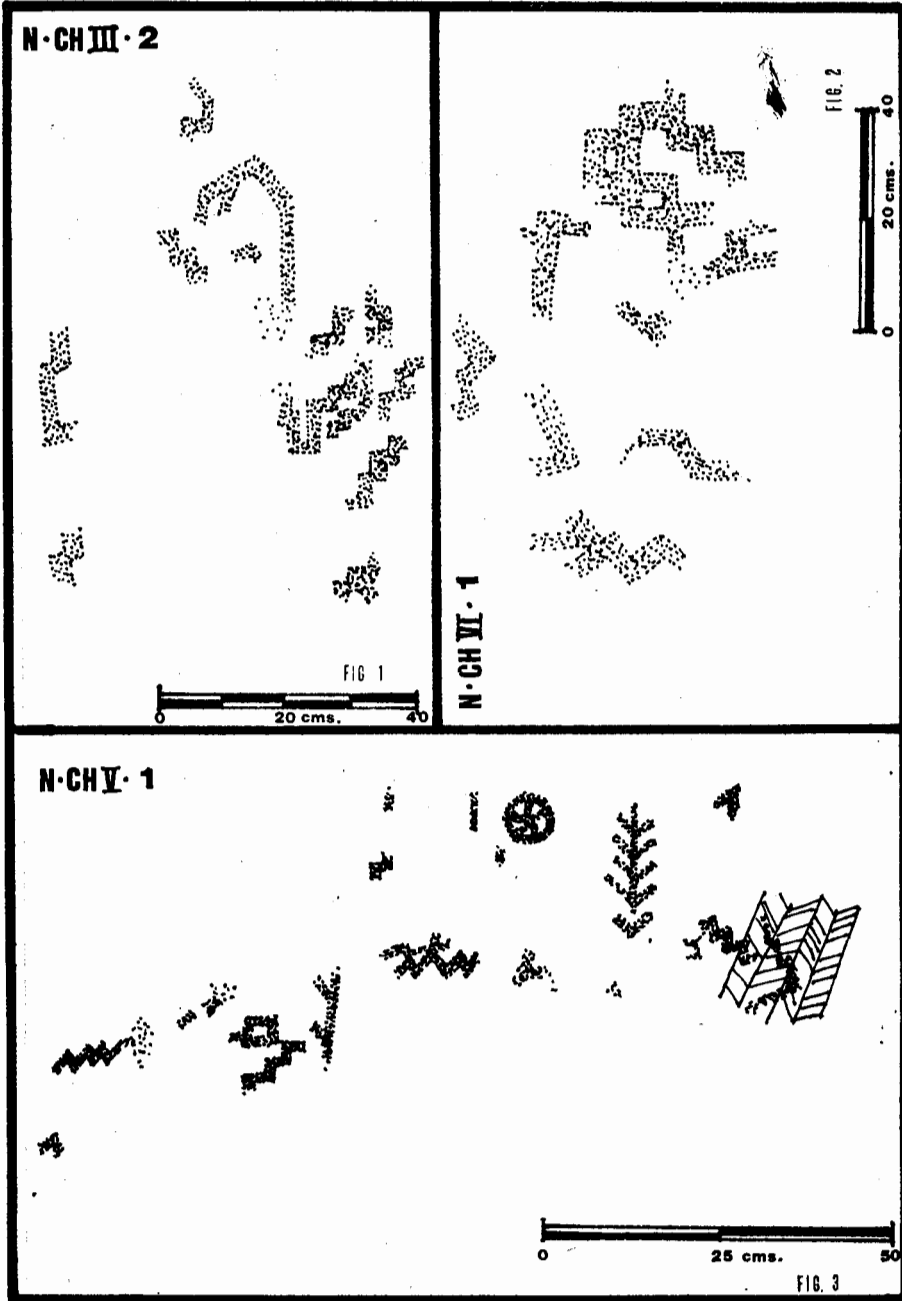 N·CH III·2
FIG 1
0 20 cms. 40
FIG. 2
0 20 cms. 40
N·CH VI·1
N·CH V·1
0 25 cms. 50
FIG. 3